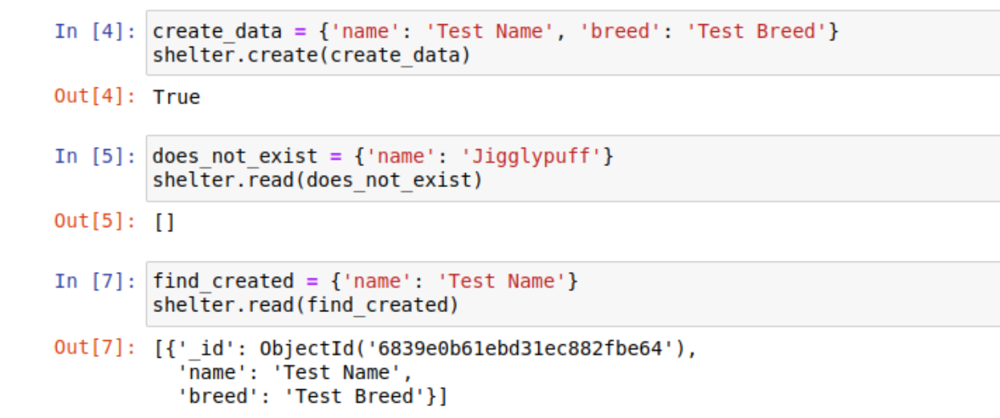 In [4]: create_data = {'name': 'Test Name', 'breed': 'Test Breed'}
shelter.create(create_data)
Out[4]: True
In [5]: does_not_exist = {'name': 'Jigglypuff'}
shelter.read(does_not_exist)
Out[5]: []
In [7]: find_created = {'name': 'Test Name'}
shelter.read(find_created)
Out[7]: [{'_id': ObjectId('6839e0b61ebd31ec882fbe64'),
'name': 'Test Name',
'breed': 'Test Breed'}]